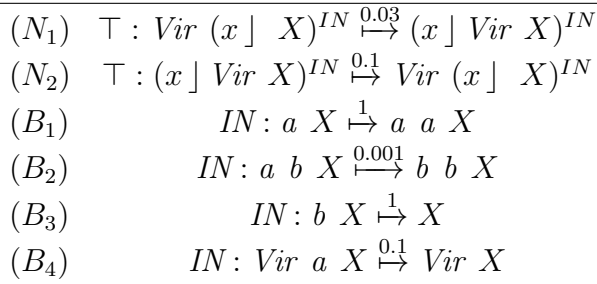 (N₁) ⊤ : Vir (x ⌋ X)^IN ↦^0.03 (x ⌋ Vir X)^IN
(N₂) ⊤ : (x ⌋ Vir X)^IN ↦^0.1 Vir (x ⌋ X)^IN
(B₁) IN : a X ↦^1 a a X
(B₂) IN : a b X ↦^0.001 b b X
(B₃) IN : b X ↦^1 X
(B₄) IN : Vir a X ↦^0.1 Vir X